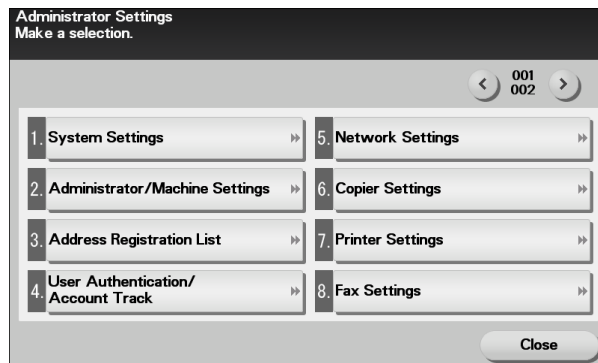 Administrator Settings
Make a selection.
001
002
1. System Settings
2. Administrator/Machine Settings
3. Address Registration List
4. User Authentication/
Account Track
5. Network Settings
6. Copier Settings
7. Printer Settings
8. Fax Settings
Close